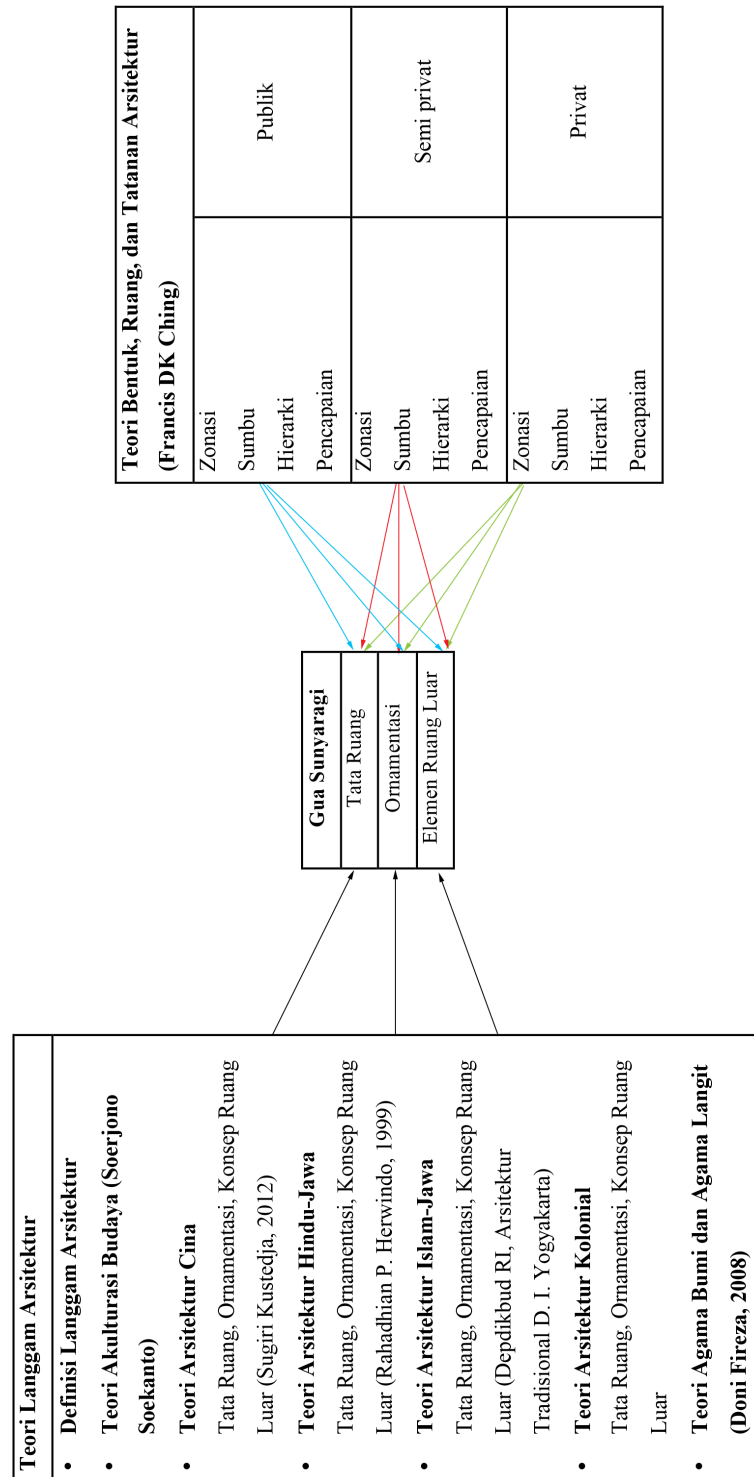 Teori Langgam Arsitektur
• Definisi Langgam Arsitektur
• Teori Akulturasi Budaya (Soerjono
Soekanto)
• Teori Arsitektur Cina
Tata Ruang, Ornamentasi, Konsep Ruang
Luar (Sugiri Kustedja, 2012)
• Teori Arsitektur Hindu-Jawa
Tata Ruang, Ornamentasi, Konsep Ruang
Luar (Rahadhian P. Herwindo, 1999)
• Teori Arsitektur Islam-Jawa
Tata Ruang, Ornamentasi, Konsep Ruang
Luar (Depdikbud RI, Arsitektur
Tradisional D. I. Yogyakarta)
• Teori Arsitektur Kolonial
Tata Ruang, Ornamentasi, Konsep Ruang
Luar
• Teori Agama Bumi dan Agama Langit
(Doni Fireza, 2008)
Gua Sunyaragi
Tata Ruang
Ornamentasi
Elemen Ruang Luar
Teori Bentuk, Ruang, dan Tatanan Arsitektur
(Francis DK Ching)
Zonasi
Sumbu
Hierarki
Pencapaian
Publik
Zonasi
Sumbu
Hierarki
Pencapaian
Semi privat
Zonasi
Sumbu
Hierarki
Pencapaian
Privat